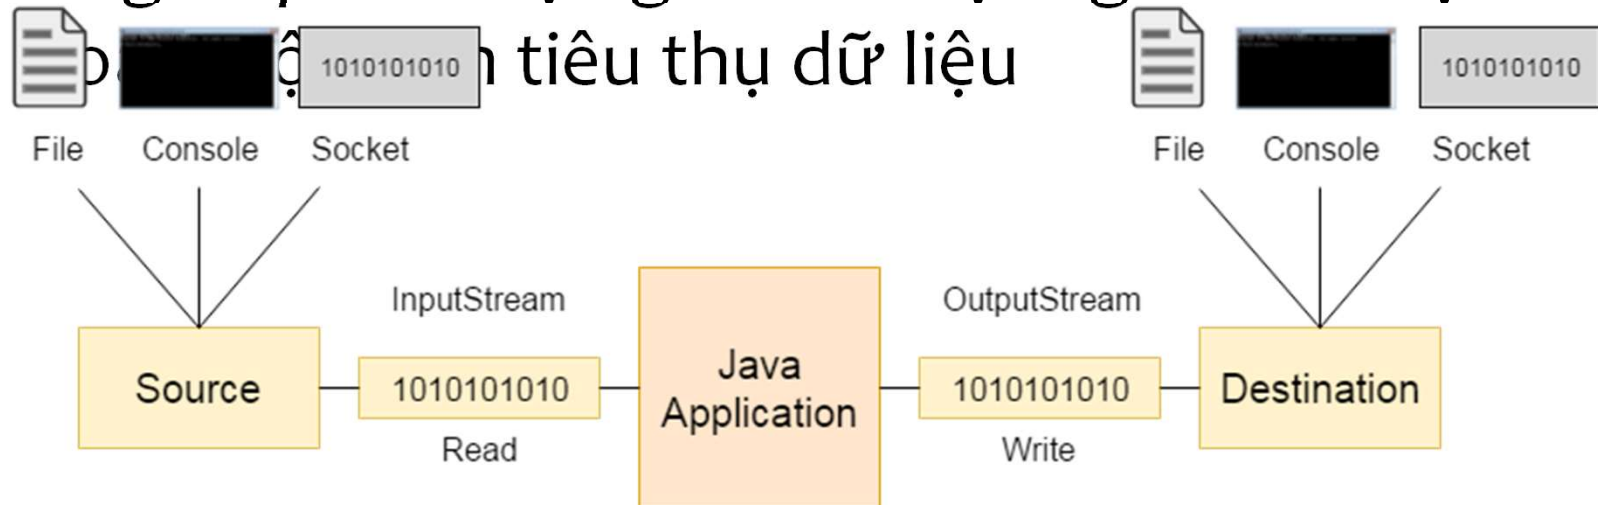 tiêu thụ dữ liệu
1010101010
1010101010
File
Console
Socket
File
Console
Socket
InputStream
OutputStream
Source
1010101010
Java
Application
1010101010
Destination
Read
Write